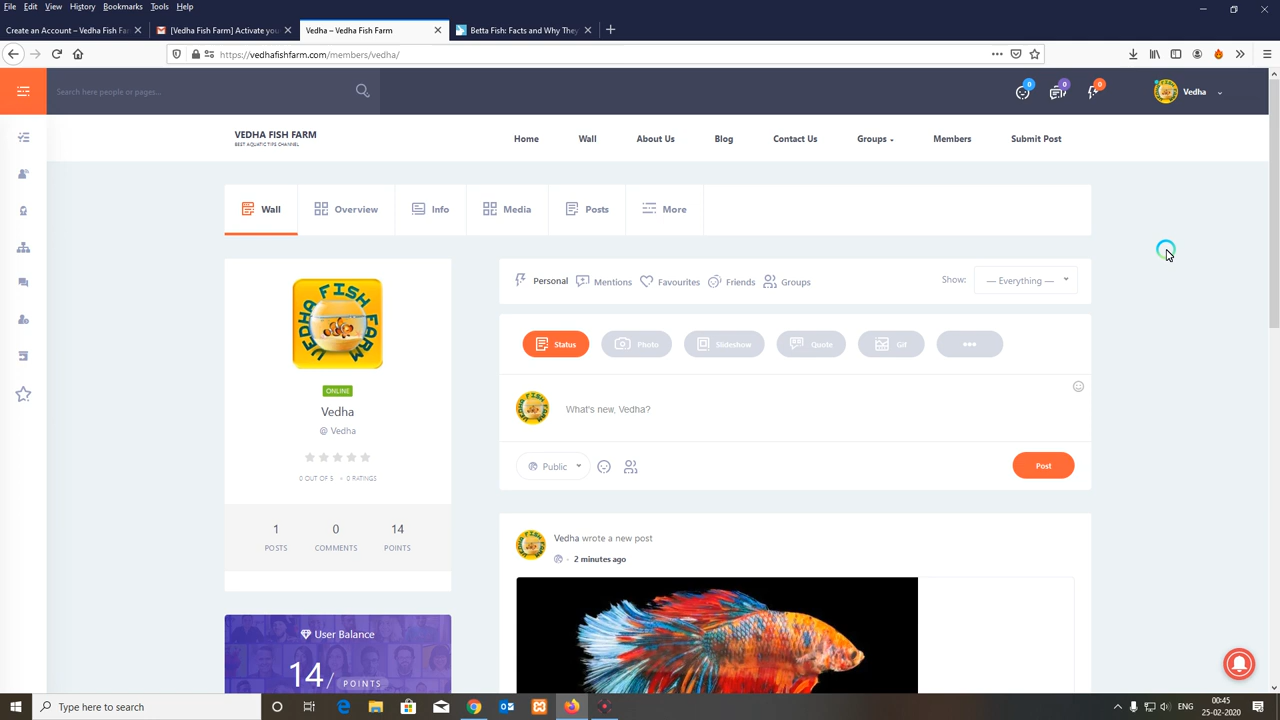 File Edit View History Bookmarks Tools Help
Create an Account – Vedha Fish Fa
[Vedha Fish Farm] Activate you
Vedha – Vedha Fish Farm
Betta Fish: Facts and Why They
https://vedhafishfarm.com/members/vedha/
Search here people or pages...
0 0 0
Vedha
VEDHA FISH FARM
BEST AQUATIC TIPS CHANNEL
Home Wall About Us Blog Contact Us Groups Members Submit Post
Wall Overview Info Media Posts More
Personal Mentions Favourites Friends Groups
Show: — Everything —
VEDHA FISH FARM
Status Photo Slideshow Quote Gif
ONLINE
Vedha
@ Vedha
What's new, Vedha?
0 OUT OF 5 • 0 RATINGS
Public
Post
1 0 14
POSTS COMMENTS POINTS
Vedha wrote a new post
2 minutes ago
User Balance
14/ POINTS
Type here to search
00:45
25-02-2020